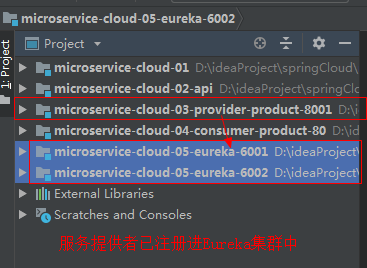 microservice-cloud-05-eureka-6002
1: Project
Project
microservice-cloud-01 D:\ideaProject\springCloud\
microservice-cloud-02-api D:\ideaProject\springCloud
microservice-cloud-03-provider-product-8001
microservice-cloud-04-consumer-product-80 D:\id
microservice-cloud-05-eureka-6001 D:\ideaProject\
microservice-cloud-05-eureka-6002 D:\ideaProject\
External Libraries
Scratches and Consoles
服务提供者已注册进Eureka集群中